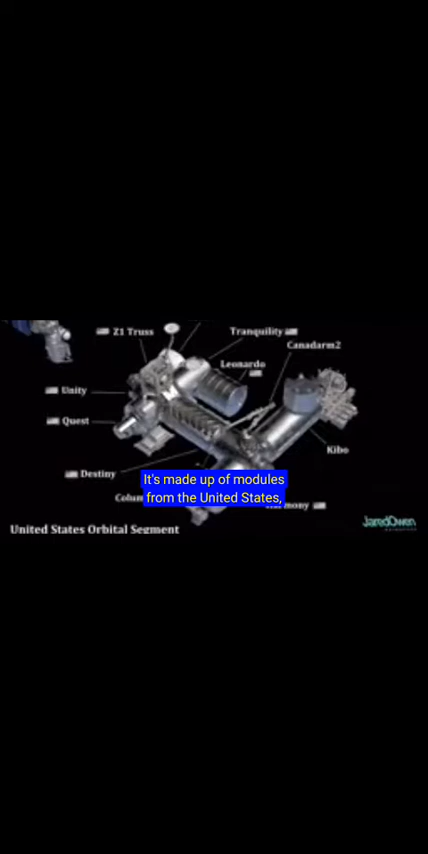 Z1 Truss
Tranquility
Canadarm2
Leonardo
Unity
Quest
Kibo
Destiny
It's made up of modules
from the United States,
United States Orbital Segment
JaredOwen